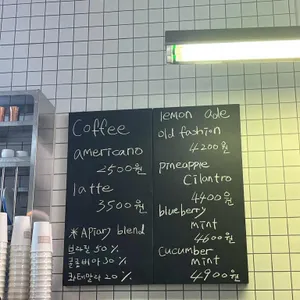 Coffee
americano
2500원
latte
3500원
*Apiary blend
브라질 50%
콜롬비아 30%
과테말라 20%
lemon ade
old fashion
4200원
pineapple
Cilantro
4400원
blueberry
mint
4600원
cucumber
mint
4900원